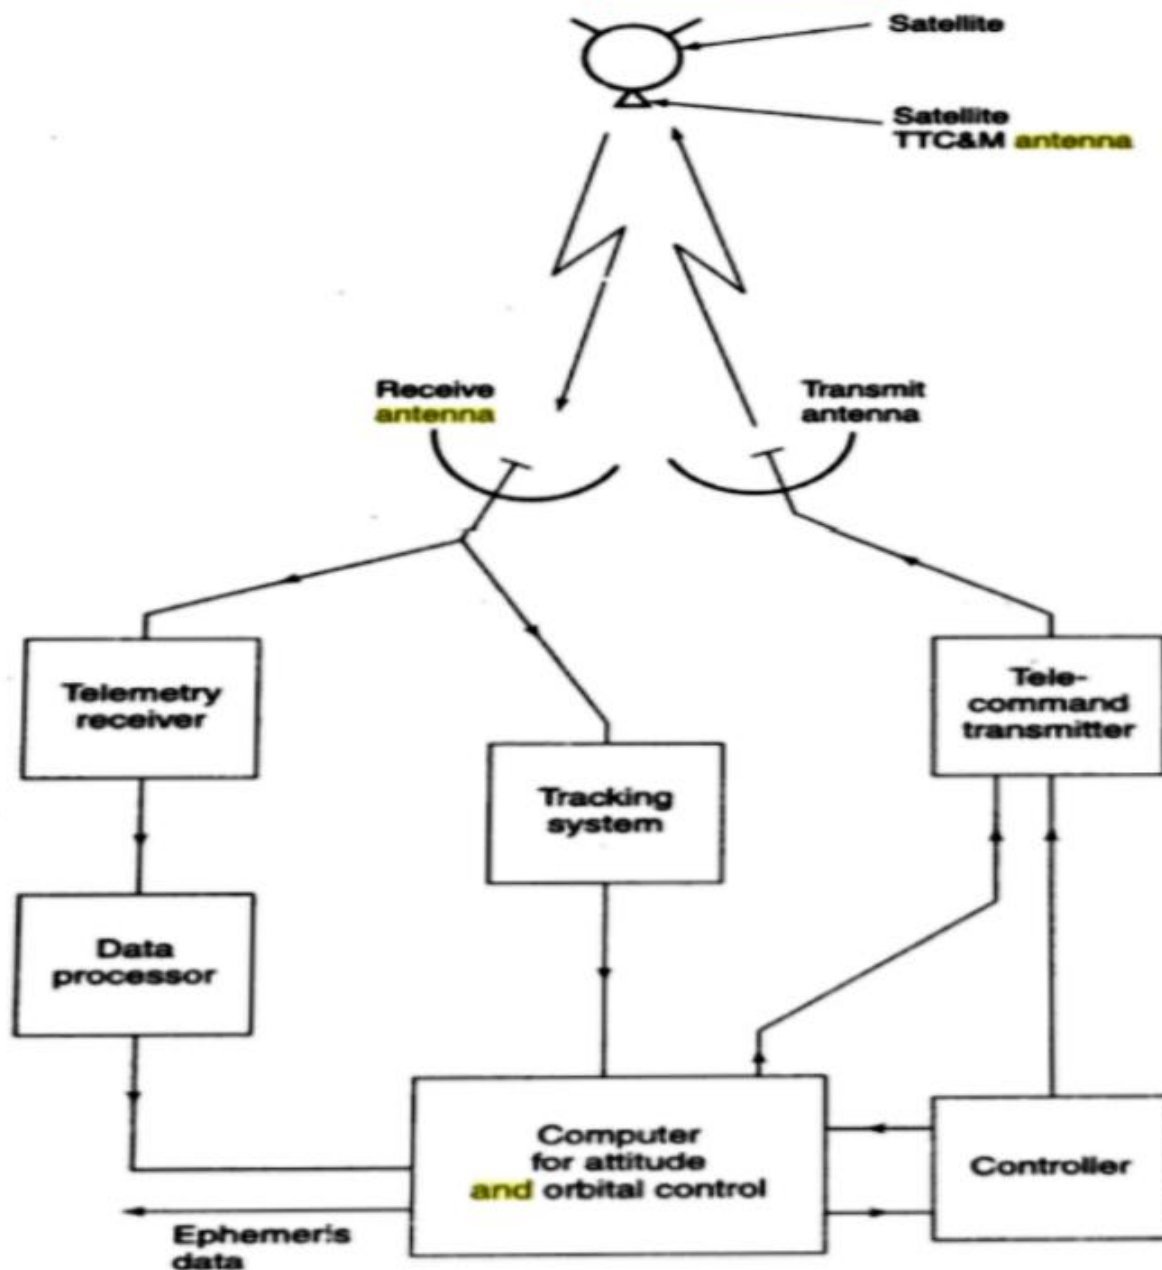 Satellite
Satellite
TTC&M antenna
Receive
antenna
Transmit
antenna
Telemetry
receiver
Tele-
command
transmitter
Tracking
system
Data
processor
Computer
for attitude
and orbital control
Controller
Ephemeris
data